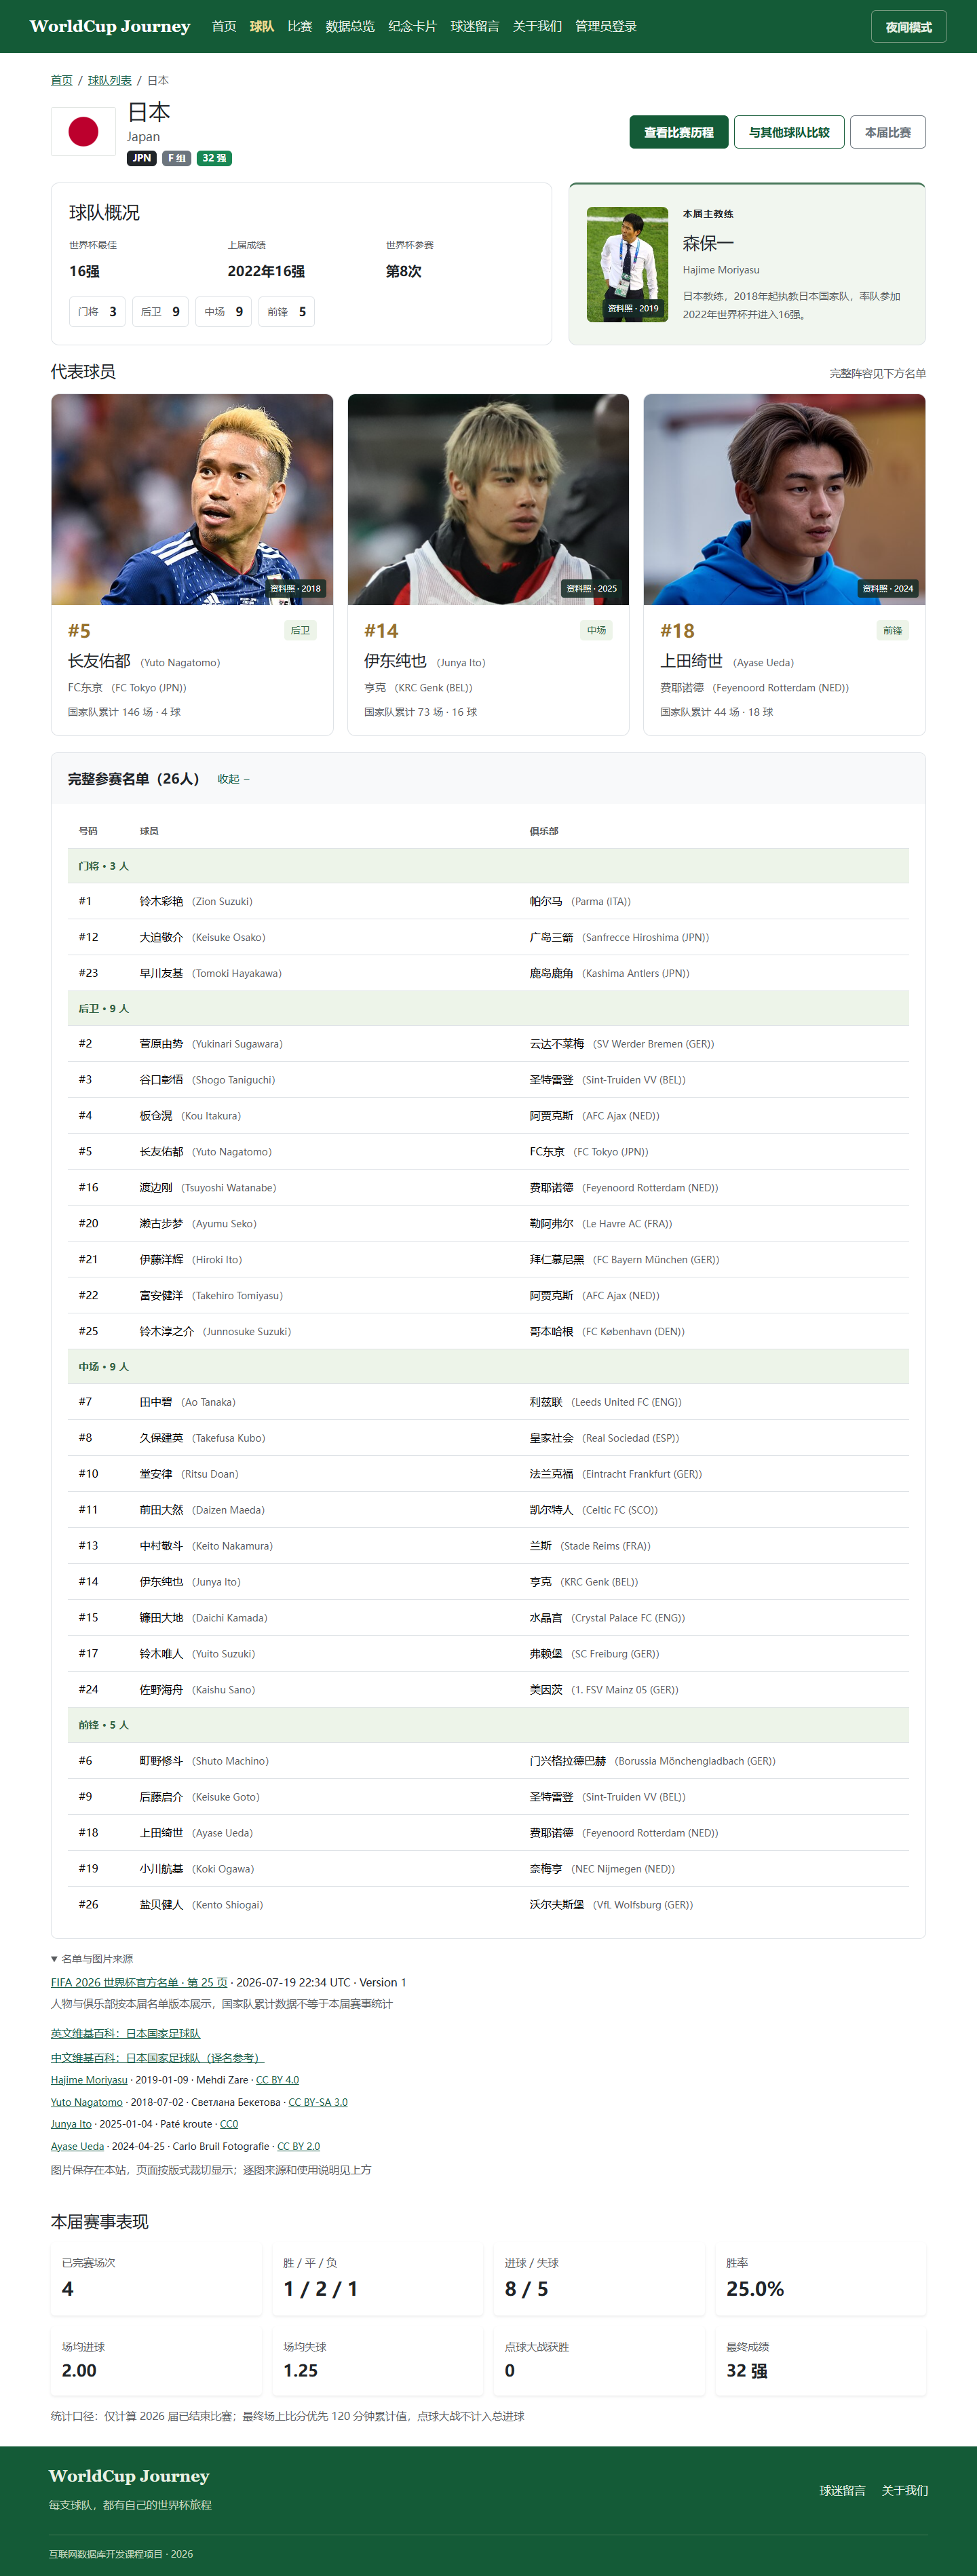 WorldCup Journey 首页 球队 比赛 数据总览 纪念卡片 球迷留言 关于我们 管理员登录 夜间模式
首页 / 球队列表 / 日本
日本
Japan
JPN F 组 32 强
查看比赛历程 与其他球队比较 本届比赛
球队概况
世界杯最佳 上届成绩 世界杯参赛
16强 2022年16强 第8次
门将 3 后卫 9 中场 9 前锋 5
本届主教练
森保一
Hajime Moriyasu
日本教练，2018年起执教日本国家队，率队参加
2022年世界杯并进入16强。
资料照 · 2019
代表球员 完整阵容见下方名单
资料照 · 2018 资料照 · 2025 资料照 · 2024
#5 后卫
长友佑都 （Yuto Nagatomo）
FC东京 （FC Tokyo (JPN)）
国家队累计 146 场 · 4 球
#14 中场
伊东纯也 （Junya Ito）
亨克 （KRC Genk (BEL)）
国家队累计 73 场 · 16 球
#18 前锋
上田绮世 （Ayase Ueda）
费耶诺德 （Feyenoord Rotterdam (NED)）
国家队累计 44 场 · 18 球
完整参赛名单（26人） 收起 −
号码 球员 俱乐部
门将 • 3 人
#1 铃木彩艳 （Zion Suzuki） 帕尔马 （Parma (ITA)）
#12 大迫敬介 （Keisuke Osako） 广岛三箭 （Sanfrecce Hiroshima (JPN)）
#23 早川友基 （Tomoki Hayakawa） 鹿岛鹿角 （Kashima Antlers (JPN)）
后卫 • 9 人
#2 菅原由势 （Yukinari Sugawara） 云达不莱梅 （SV Werder Bremen (GER)）
#3 谷口彰悟 （Shogo Taniguchi） 圣特雷登 （Sint-Truiden VV (BEL)）
#4 板仓滉 （Kou Itakura） 阿贾克斯 （AFC Ajax (NED)）
#5 长友佑都 （Yuto Nagatomo） FC东京 （FC Tokyo (JPN)）
#16 渡边刚 （Tsuyoshi Watanabe） 费耶诺德 （Feyenoord Rotterdam (NED)）
#20 濑古步梦 （Ayumu Seko） 勒阿弗尔 （Le Havre AC (FRA)）
#21 伊藤洋辉 （Hiroki Ito） 拜仁慕尼黑 （FC Bayern München (GER)）
#22 富安健洋 （Takehiro Tomiyasu） 阿贾克斯 （AFC Ajax (NED)）
#25 铃木淳之介 （Junnosuke Suzuki） 哥本哈根 （FC København (DEN)）
中场 • 9 人
#7 田中碧 （Ao Tanaka） 利兹联 （Leeds United FC (ENG)）
#8 久保建英 （Takefusa Kubo） 皇家社会 （Real Sociedad (ESP)）
#10 堂安律 （Ritsu Doan） 法兰克福 （Eintracht Frankfurt (GER)）
#11 前田大然 （Daizen Maeda） 凯尔特人 （Celtic FC (SCO)）
#13 中村敬斗 （Keito Nakamura） 兰斯 （Stade Reims (FRA)）
#14 伊东纯也 （Junya Ito） 亨克 （KRC Genk (BEL)）
#15 镰田大地 （Daichi Kamada） 水晶宫 （Crystal Palace FC (ENG)）
#17 铃木唯人 （Yuito Suzuki） 弗赖堡 （SC Freiburg (GER)）
#24 佐野海舟 （Kaishu Sano） 美因茨 （1. FSV Mainz 05 (GER)）
前锋 • 5 人
#6 町野修斗 （Shuto Machino） 门兴格拉德巴赫 （Borussia Mönchengladbach (GER)）
#9 后藤启介 （Keisuke Goto） 圣特雷登 （Sint-Truiden VV (BEL)）
#18 上田绮世 （Ayase Ueda） 费耶诺德 （Feyenoord Rotterdam (NED)）
#19 小川航基 （Koki Ogawa） 奈梅亨 （NEC Nijmegen (NED)）
#26 盐贝健人 （Kento Shiogai） 沃尔夫斯堡 （VfL Wolfsburg (GER)）
▼ 名单与图片来源
FIFA 2026 世界杯官方名单 · 第 25 页 · 2026-07-19 22:34 UTC · Version 1
人物与俱乐部按本届名单版本展示，国家队累计数据不等于本届赛事统计
英文维基百科：日本国家足球队
中文维基百科：日本国家足球队（译名参考）
Hajime Moriyasu · 2019-01-09 · Mehdi Zare · CC BY 4.0
Yuto Nagatomo · 2018-07-02 · Светлана Бекетова · CC BY-SA 3.0
Junya Ito · 2025-01-04 · Paté kroute · CC0
Ayase Ueda · 2024-04-25 · Carlo Bruil Fotografie · CC BY 2.0
图片保存在本站，页面按版式裁切显示；逐图来源和使用说明见上方
本届赛事表现
已完赛场次 胜 / 平 / 负 进球 / 失球 胜率
4 1 / 2 / 1 8 / 5 25.0%
场均进球 场均失球 点球大战获胜 最终成绩
2.00 1.25 0 32 强
统计口径：仅计算 2026 届已结束比赛；最终场上比分优先 120 分钟累计值，点球大战不计入总进球
WorldCup Journey
每支球队，都有自己的世界杯旅程
球迷留言 关于我们
互联网数据库开发课程项目 · 2026